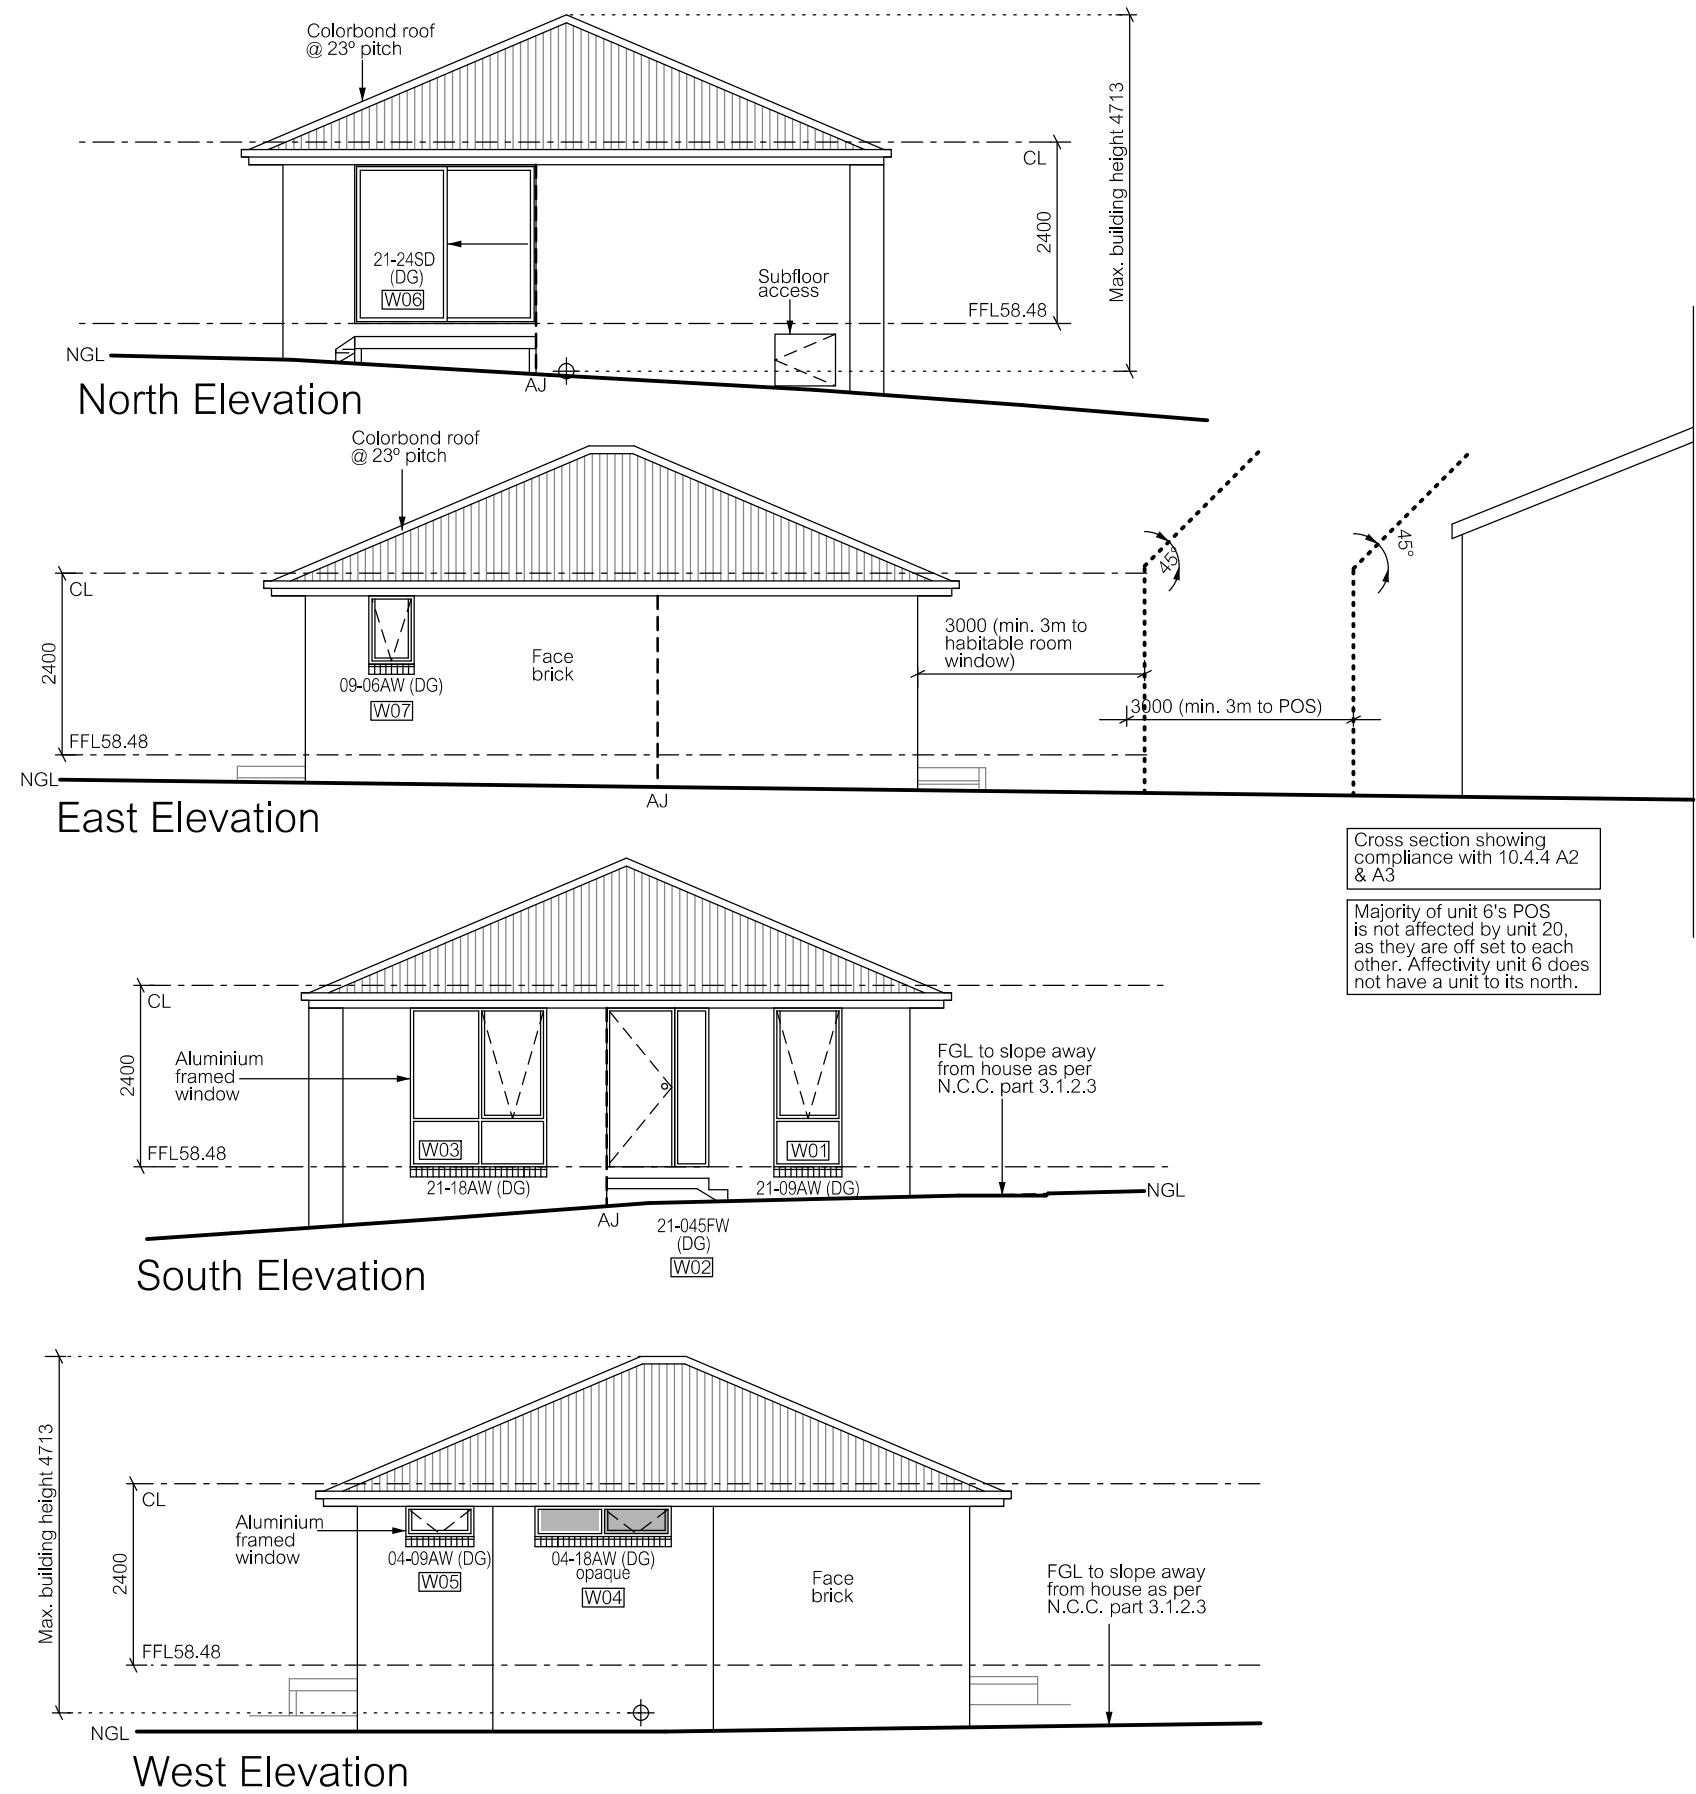 Colorbond roof
@ 23º pitch
CL
2400
Max. building height 4713
21-24SD
(DG)
W06
Subfloor
access
FFL58.48
NGL
AJ
North Elevation
Colorbond roof
@ 23º pitch
CL
2400
45°
45°
3000 (min. 3m to
habitable room
window)
Face
brick
09-06AW (DG)
W07
3000 (min. 3m to POS)
FFL58.48
NGL
AJ
East Elevation
Cross section showing
compliance with 10.4.4 A2
& A3
Majority of unit 6's POS
is not affected by unit 20,
as they are off set to each
other. Affectivity unit 6 does
not have a unit to its north.
CL
2400
Aluminium
framed
window
FGL to slope away
from house as per
N.C.C. part 3.1.2.3
W03
W01
FFL58.48
21-18AW (DG)
21-09AW (DG)
NGL
AJ
21-045FW
(DG)
W02
South Elevation
Max. building height 4713
CL
2400
Aluminium
framed
window
04-09AW (DG)
W05
04-18AW (DG)
opaque
W04
Face
brick
FGL to slope away
from house as per
N.C.C. part 3.1.2.3
FFL58.48
NGL
West Elevation